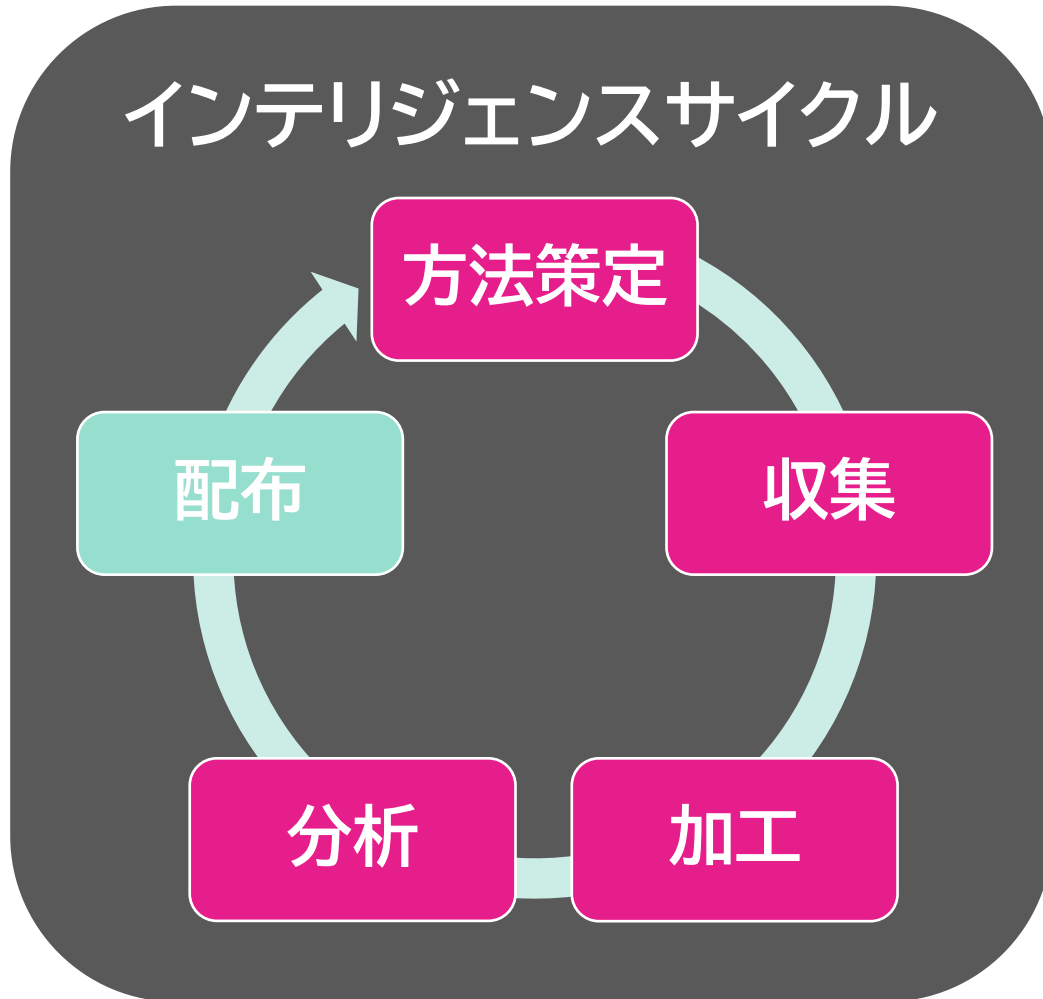 インテリジェンスサイクル
方法策定
収集
加工
分析
配布